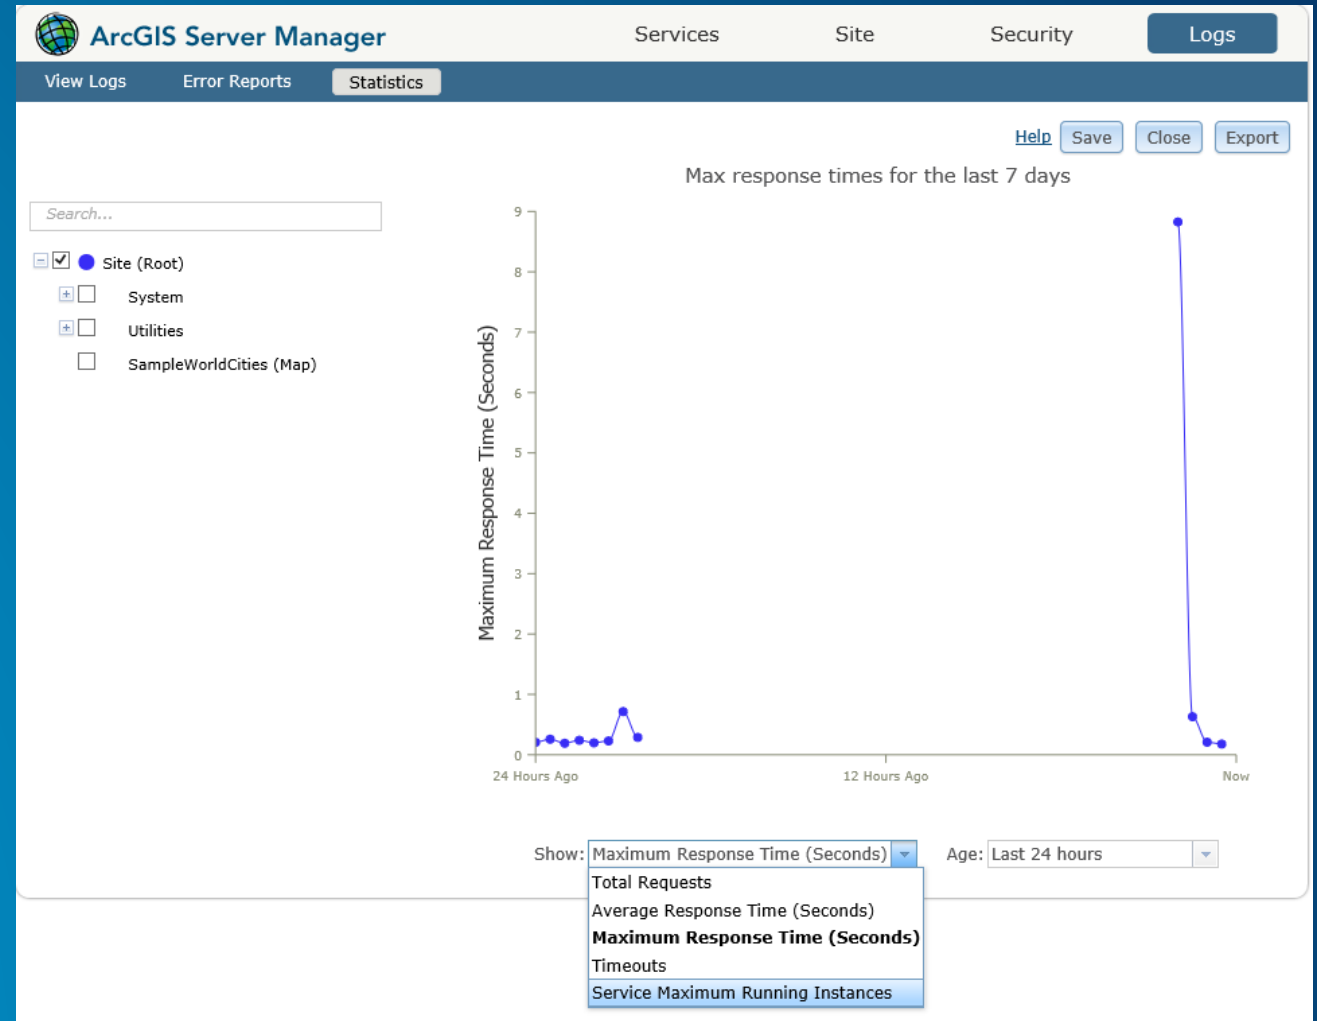 ArcGIS Server Manager
Services
Site
Security
Logs
View Logs
Error Reports
Statistics
Help
Save
Close
Export
Max response times for the last 7 days
Search...
Site (Root)
System
Utilities
SampleWorldCities (Map)
Maximum Response Time (Seconds)
9
8
7
6
5
4
3
2
1
0
24 Hours Ago
12 Hours Ago
Now
Show:
Maximum Response Time (Seconds)
Age:
Last 24 hours
Total Requests
Average Response Time (Seconds)
Maximum Response Time (Seconds)
Timeouts
Service Maximum Running Instances